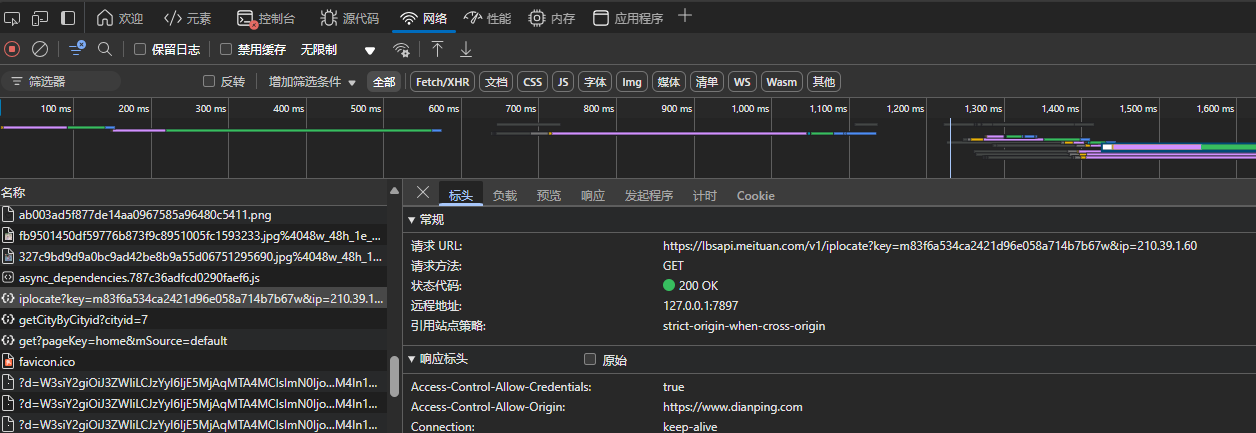 欢迎 元素 控制台 源代码 网络 性能 内存 应用程序
保留日志 禁用缓存 无限制
筛选器 反转 增加筛选条件 全部 Fetch/XHR 文档 CSS JS 字体 Img 媒体 清单 WS Wasm 其他
100 ms 200 ms 300 ms 400 ms 500 ms 600 ms 700 ms 800 ms 900 ms 1,000 ms 1,100 ms 1,200 ms 1,300 ms 1,400 ms 1,500 ms 1,600 ms
名称
ab003ad5f877de14aa0967585a96480c5411.png
fb9501450df59776b873f9c8951005fc1593233.jpg%4048w_48h_1e_...
327c9bd9d9a0bc9ad42be8b9a55d06751295690.jpg%4048w_48h_1...
async_dependencies.787c36adfcd0290faef6.js
iplocate?key=m83f6a534ca2421d96e058a714b7b67w&ip=210.39.1...
getCityByCityid?cityid=7
get?pageKey=home&mSource=default
favicon.ico
?d=W3siY2giOiJ3ZWIiLCJzYyI6IjE5MjAqMTA4MCIsImN0Ijo...M4In1...
?d=W3siY2giOiJ3ZWIiLCJzYyI6IjE5MjAqMTA4MCIsImN0Ijo...M4In1...
?d=W3siY2giOiJ3ZWIiLCJzYyI6IjE5MjAqMTA4MCIsImN0Ijo...M4In1...
标头 负载 预览 响应 发起程序 计时 Cookie
常规
请求 URL: https://lbsapi.meituan.com/v1/iplocate?key=m83f6a534ca2421d96e058a714b7b67w&ip=210.39.1.60
请求方法: GET
状态代码: 200 OK
远程地址: 127.0.0.1:7897
引用站点策略: strict-origin-when-cross-origin
响应标头 原始
Access-Control-Allow-Credentials: true
Access-Control-Allow-Origin: https://www.dianping.com
Connection: keep-alive